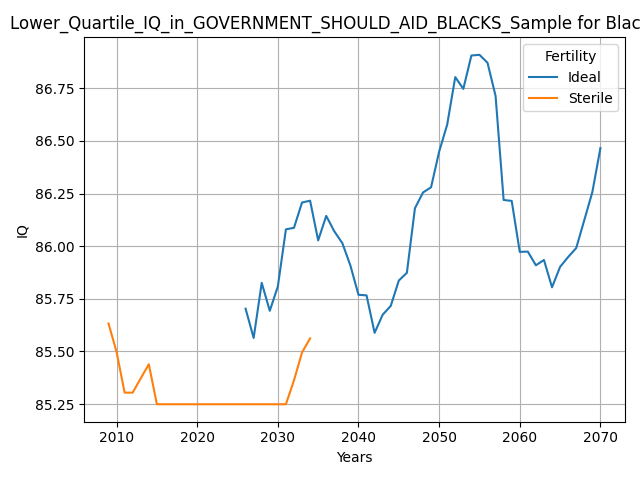 Lower_Quartile_IQ_in_GOVERNMENT_SHOULD_AID_BLACKS_Sample for Blac
Fertility
Ideal
Sterile
86.75
86.50
86.25
86.00
85.75
85.50
85.25
IQ
2010 2020 2030 2040 2050 2060 2070
Years